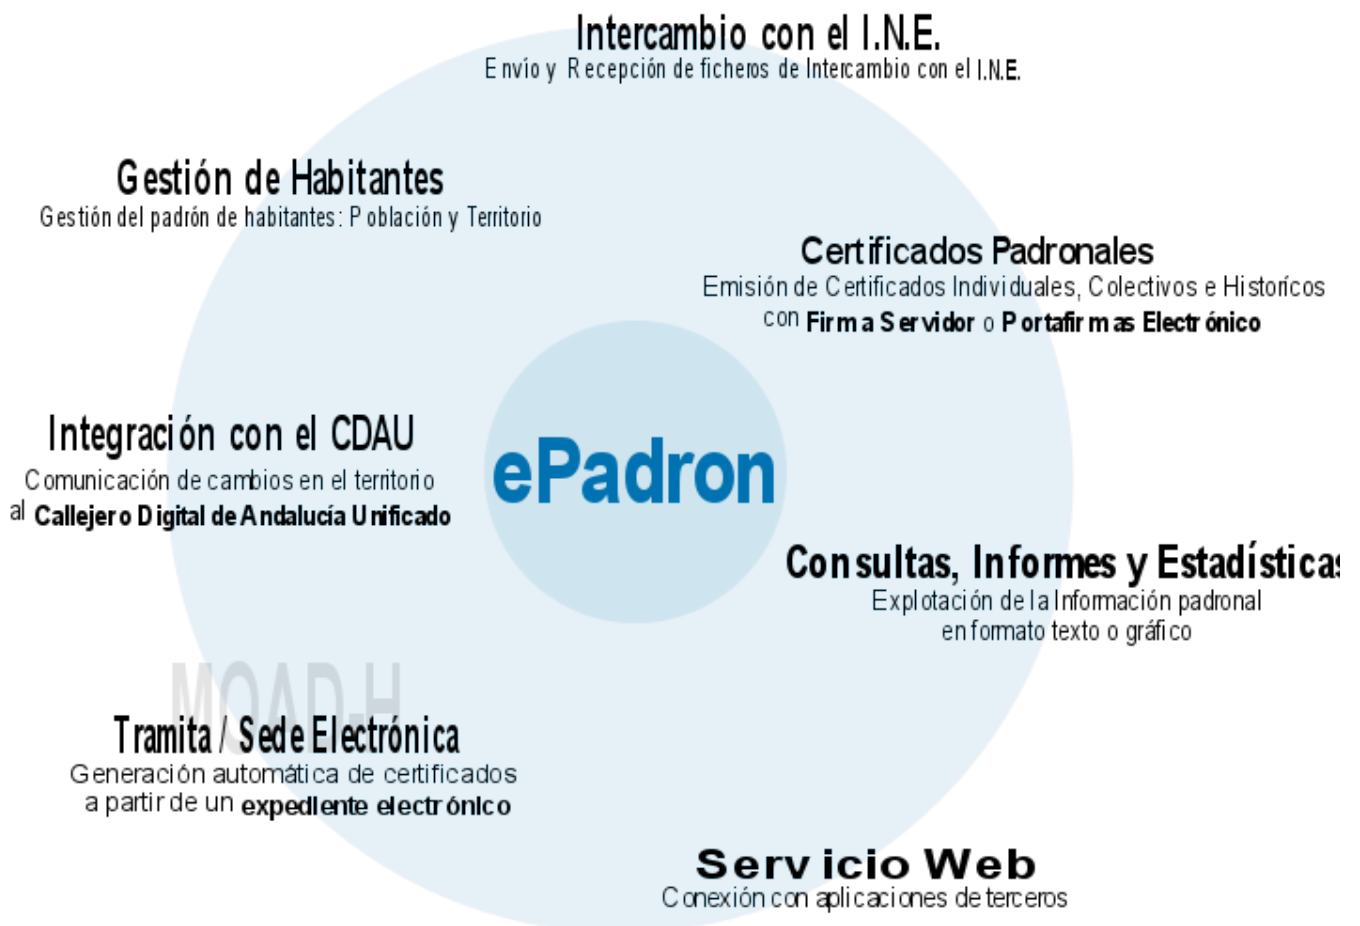 Intercambio con el I.N.E.
Envío y Recepción de ficheros de Intercambio con el I.N.E.
Gestión de Habitantes
Gestión del padrón de habitantes: Población y Territorio
Certificados Padronales
Emisión de Certificados Individuales, Colectivos e Historícos
con Firma Servidor o Portafirmas Electrónico
Integración con el CDAU
Comunicación de cambios en el territorio
al Callejero Digital de Andalucía Unificado
ePadron
Consultas, Informes y Estadísticas
Explotación de la Información padronal
en formato texto o gráfico
MOAD-H
Tramita / Sede Electrónica
Generación automática de certificados
a partir de un expediente electrónico
Servicio Web
Conexión con aplicaciones de terceros